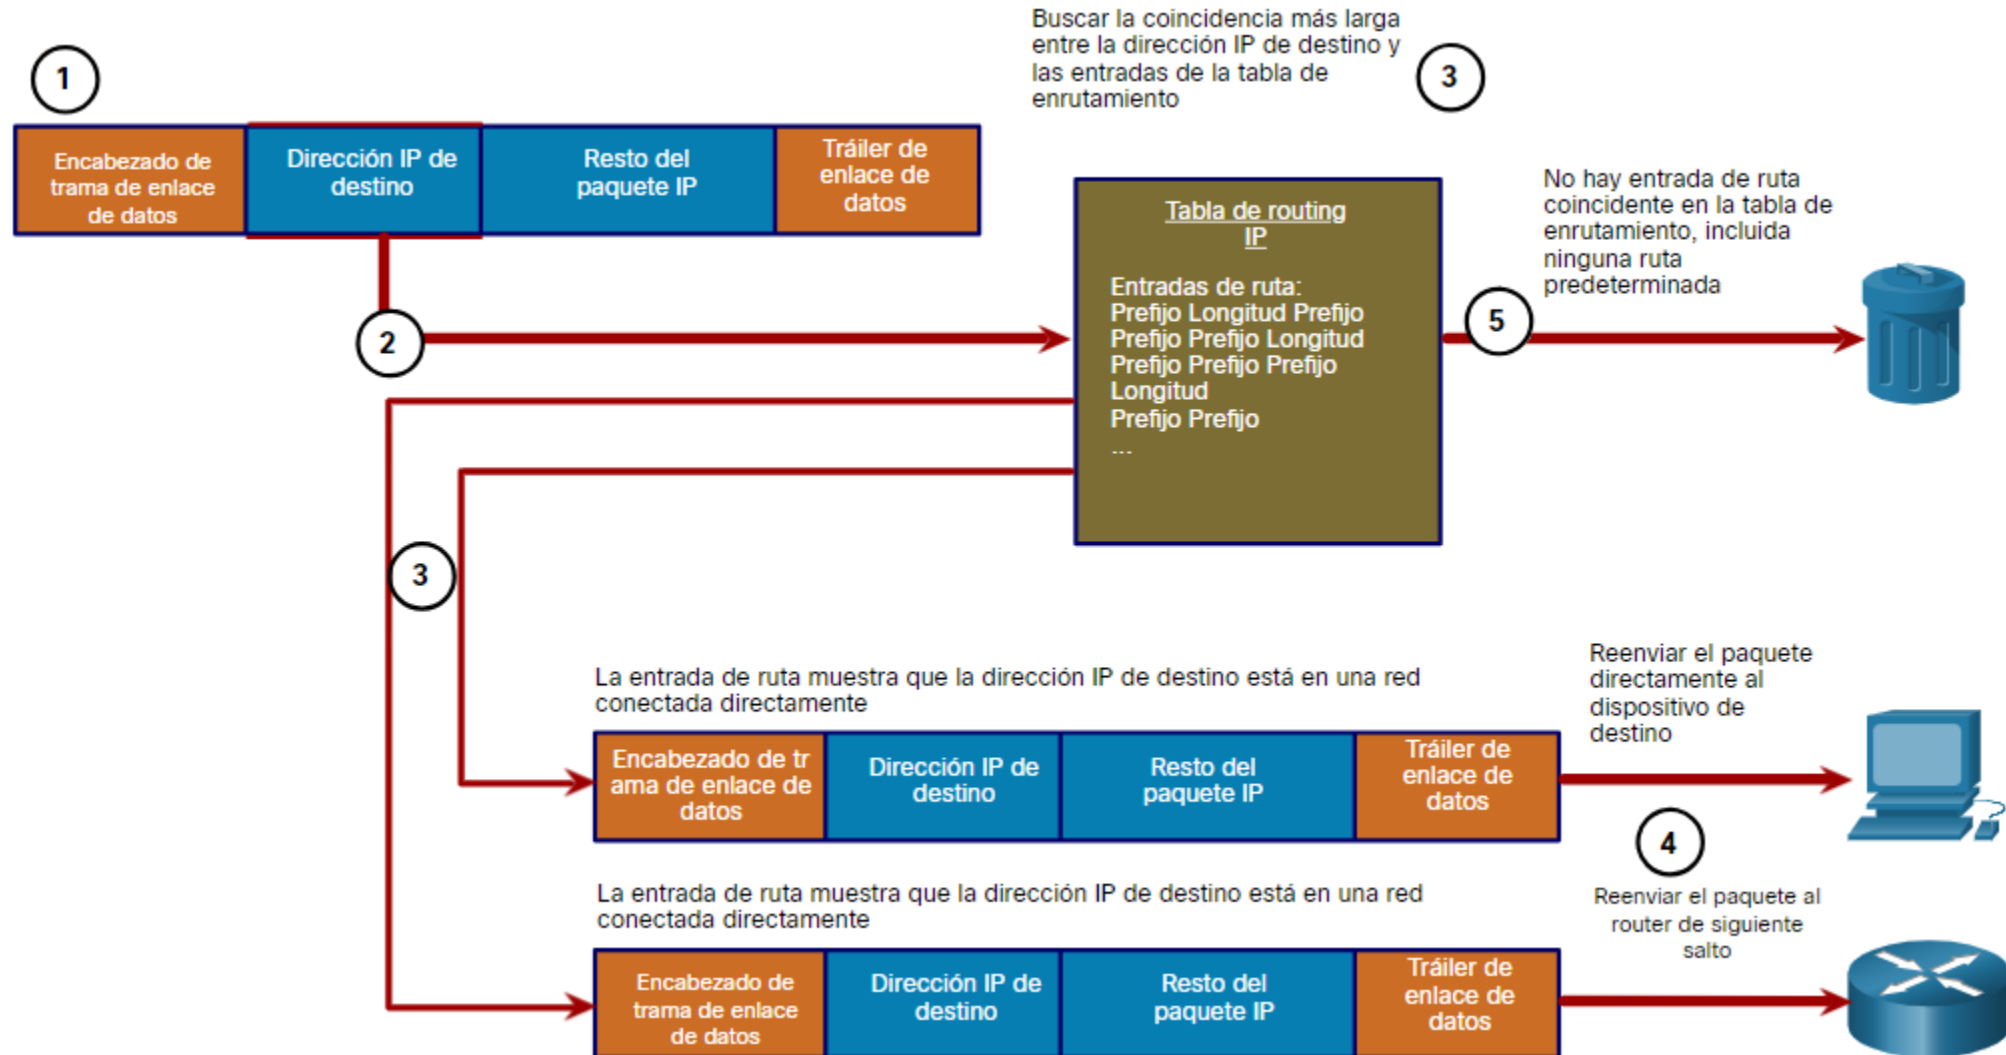 1
Encabezado de
trama de enlace
de datos
Dirección IP de
destino
Resto del
paquete IP
Tráiler de
enlace de
datos
2
Buscar la coincidencia más larga
entre la dirección IP de destino y
las entradas de la tabla de
enrutamiento
3
Tabla de routing
IP
Entradas de ruta:
Prefijo Longitud Prefijo
Prefijo Prefijo Longitud
Prefijo Prefijo Prefijo
Longitud
Prefijo Prefijo
...
5
No hay entrada de ruta
coincidente en la tabla de
enrutamiento, incluida
ninguna ruta
predeterminada
3
La entrada de ruta muestra que la dirección IP de destino está en una red
conectada directamente
Encabezado de tr
ama de enlace de
datos
Dirección IP de
destino
Resto del
paquete IP
Tráiler de
enlace de
datos
Reenviar el paquete
directamente al
dispositivo de
destino
4
La entrada de ruta muestra que la dirección IP de destino está en una red
conectada directamente
Encabezado de
trama de enlace
de datos
Dirección IP de
destino
Resto del
paquete IP
Tráiler de
enlace de
datos
Reenviar el paquete al
router de siguiente
salto